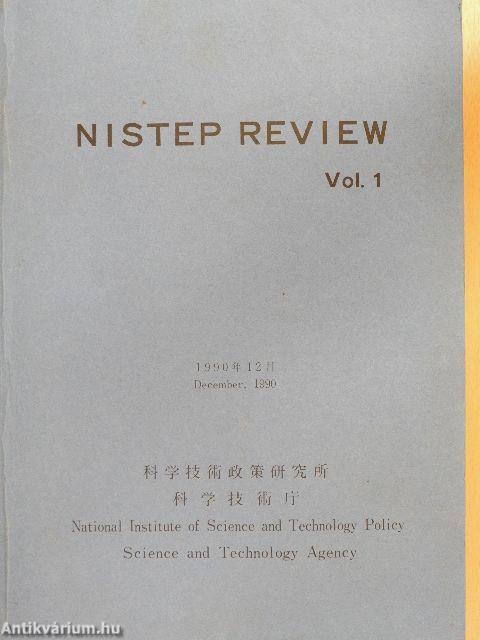 NISTEP REVIEW
Vol. 1
1990年12月
December, 1990
科学技術政策研究所
科学技術庁
National Institute of Science and Technology Policy
Science and Technology Agency
Antikvárium.hu